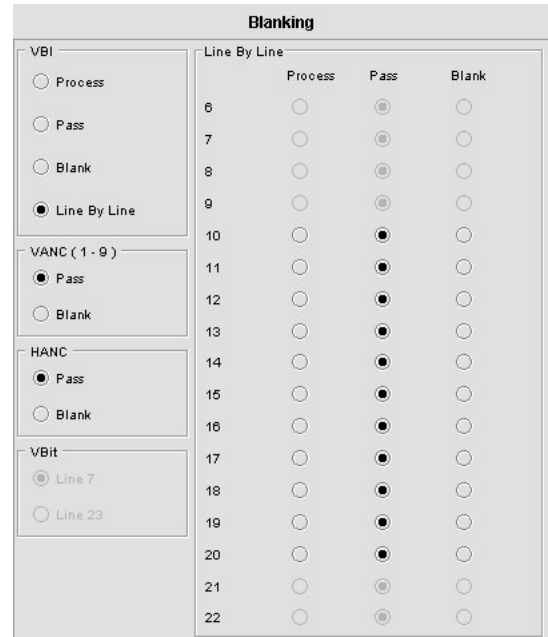 Blanking
VBI
Process
Pass
Blank
Line By Line
VANC ( 1 - 9 )
Pass
Blank
HANC
Pass
Blank
VBit
Line 7
Line 23
Line By Line
Process Pass Blank
6
7
8
9
10
11
12
13
14
15
16
17
18
19
20
21
22